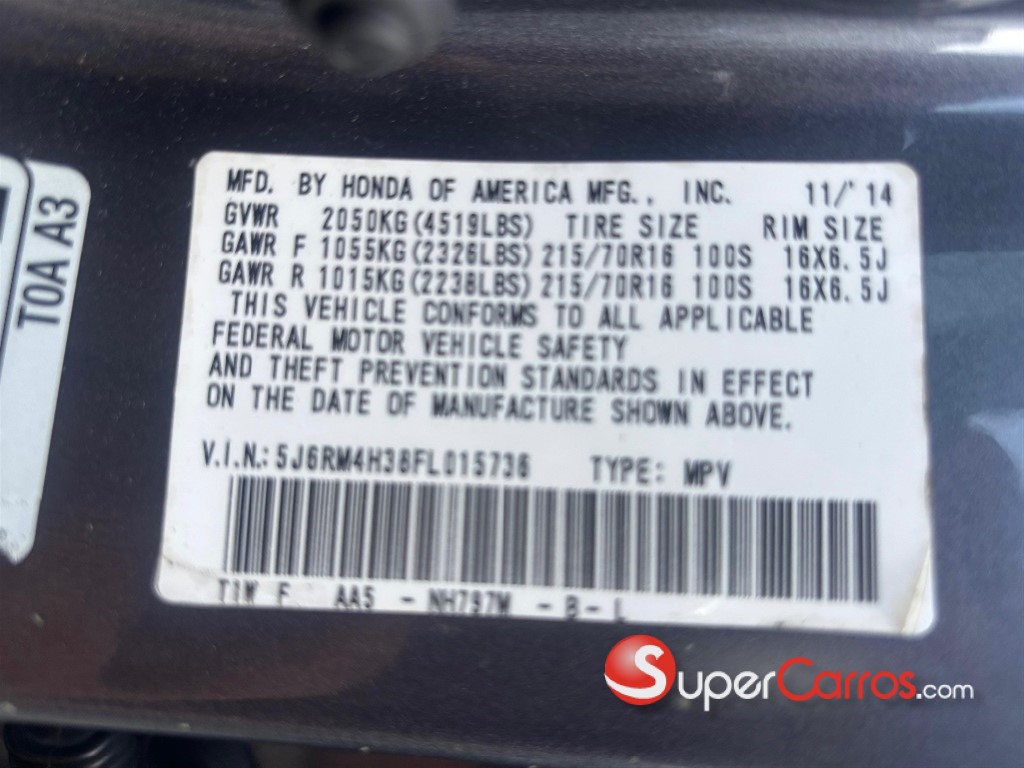 MFD. BY HONDA OF AMERICA MFG., INC. 11/'14
GVWR 2050KG(4519LBS) TIRE SIZE RIM SIZE
GAWR F 1055KG(2326LBS) 215/70R16 100S 16X6.5J
GAWR R 1015KG(2238LBS) 215/70R16 100S 16X6.5J
THIS VEHICLE CONFORMS TO ALL APPLICABLE
FEDERAL MOTOR VEHICLE SAFETY
AND THEFT PREVENTION STANDARDS IN EFFECT
ON THE DATE OF MANUFACTURE SHOWN ABOVE.
V.I.N.: 5J6RM4H38FL015736 TYPE: MPV
T1W F AA5 - NH797M - B - L
T0A A3
SuperCarros.com